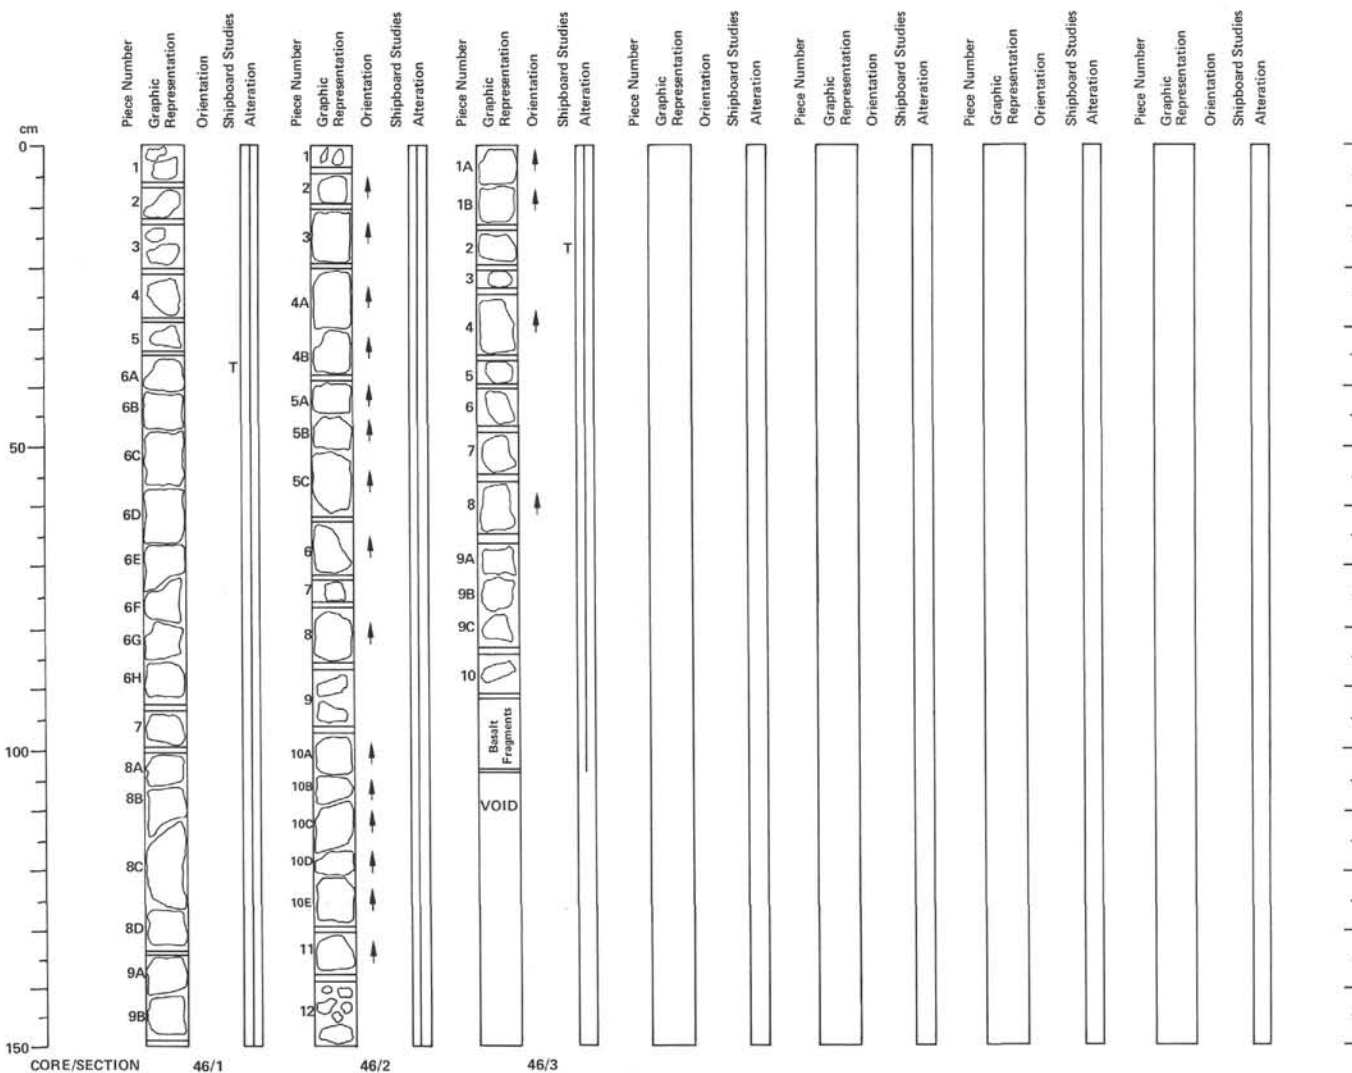 Piece Number
Graphic
Representation
Orientation
Shipboard Studies
Alteration
Piece Number
Graphic
Representation
Orientation
Shipboard Studies
Alteration
Piece Number
Graphic
Representation
Orientation
Shipboard Studies
Alteration
Piece Number
Graphic
Representation
Orientation
Shipboard Studies
Alteration
Piece Number
Graphic
Representation
Orientation
Shipboard Studies
Alteration
Piece Number
Graphic
Representation
Orientation
Shipboard Studies
Alteration
Piece Number
Graphic
Representation
Orientation
Shipboard Studies
Alteration
cm
0
50
100
150
1
2
3
4
5
6A
T
6B
6C
6D
6E
6F
6G
6H
7
8A
8B
8C
8D
9A
9B
1
2
3
4A
4B
5A
5B
5C
6
7
8
9
10A
10B
10C
10D
10E
11
12
1A
1B
2
T
3
4
5
6
7
8
9A
9B
9C
10
Basalt
Fragments
VOID
CORE/SECTION 46/1 46/2 46/3